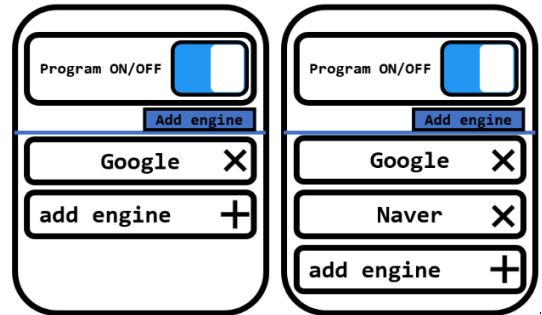 Program ON/OFF
Add engine
Google
add engine
Program ON/OFF
Add engine
Google
Naver
add engine